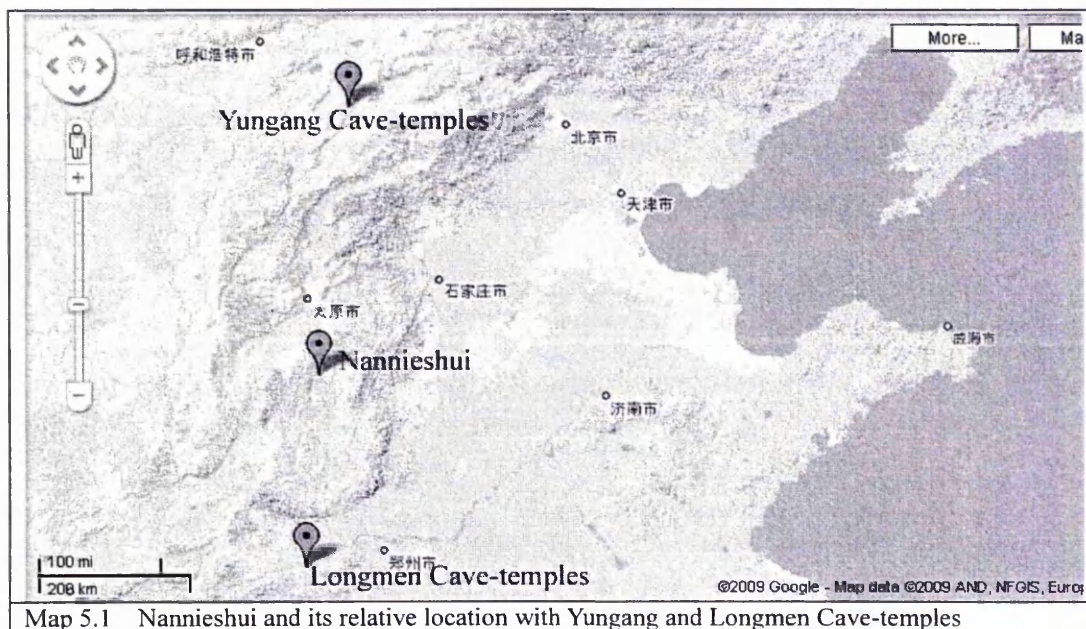 呼和浩特市
More...
Ma
Yungang Cave-temples
北京市
天津市
石家庄市
太原市
威海市
Nannieshui
济南市
100 mi
郑州市
Longmen Cave-temples
208 km
©2009 Google - Map data ©2009 AND, NFGIS, Europ
Map 5.1 Nannieshui and its relative location with Yungang and Longmen Cave-temples